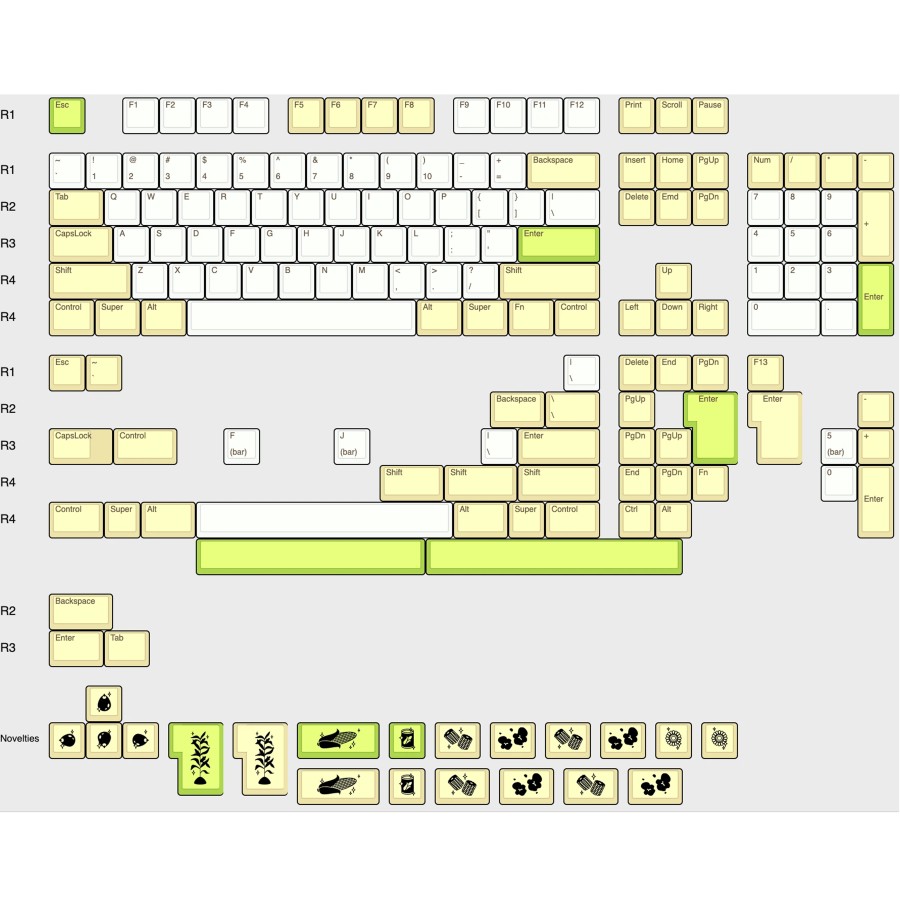 R1 Esc F1 F2 F3 F4 F5 F6 F7 F8 F9 F10 F11 F12 Print Scroll Pause
~ ! @ # $ % ^ & * ( ) _ + Backspace Insert Home PgUp Num / * -
R1 ` 1 2 3 4 5 6 7 8 9 10 - =
R2 Tab Q W E R T Y U I O P { } | Delete Emd PgDn 7 8 9 +
[ ] \
R3 CapsLock A S D F G H J K L : " Enter 4 5 6
; '
R4 Shift Z X C V B N M < > ? Shift Up 1 2 3 Enter
, . /
R4 Control Super Alt Alt Super Fn Control Left Down Right 0 .
R1 Esc ~ | Delete End PgDn F13
` \
R2 Backspace \ PgUp Enter Enter -
\
R3 CapsLock Control F J | Enter PgDn PgUp 5 +
(bar) (bar) \ (bar)
R4 Shift Shift Shift End PgDn Fn 0 Enter
R4 Control Super Alt Alt Super Control Ctrl Alt
R2 Backspace
R3 Enter Tab
Novelties